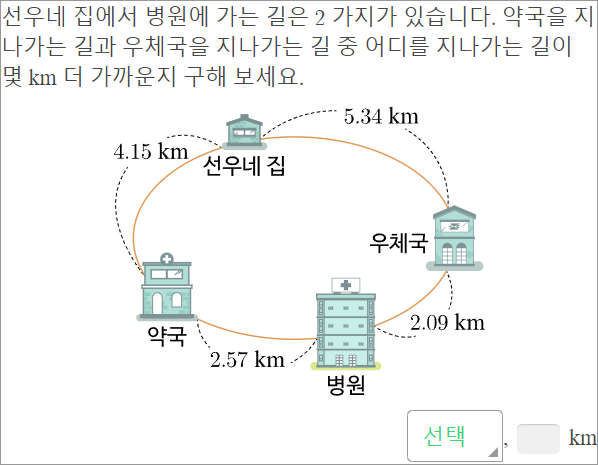 선우네 집에서 병원에 가는 길은 2 가지가 있습니다. 약국을 지
나가는 길과 우체국을 지나가는 길 중 어디를 지나가는 길이
몇 km 더 가까운지 구해 보세요.
5.34 km
4.15 km
선우네 집
우체국
약국
2.09 km
2.57 km
병원
선택 , km